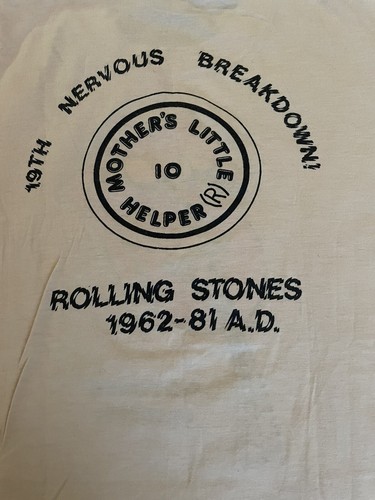 19TH NERVOUS BREAKDOWN!
MOTHER'S LITTLE
10
HELPER (R)
ROLLING STONES
1962-81 A.D.